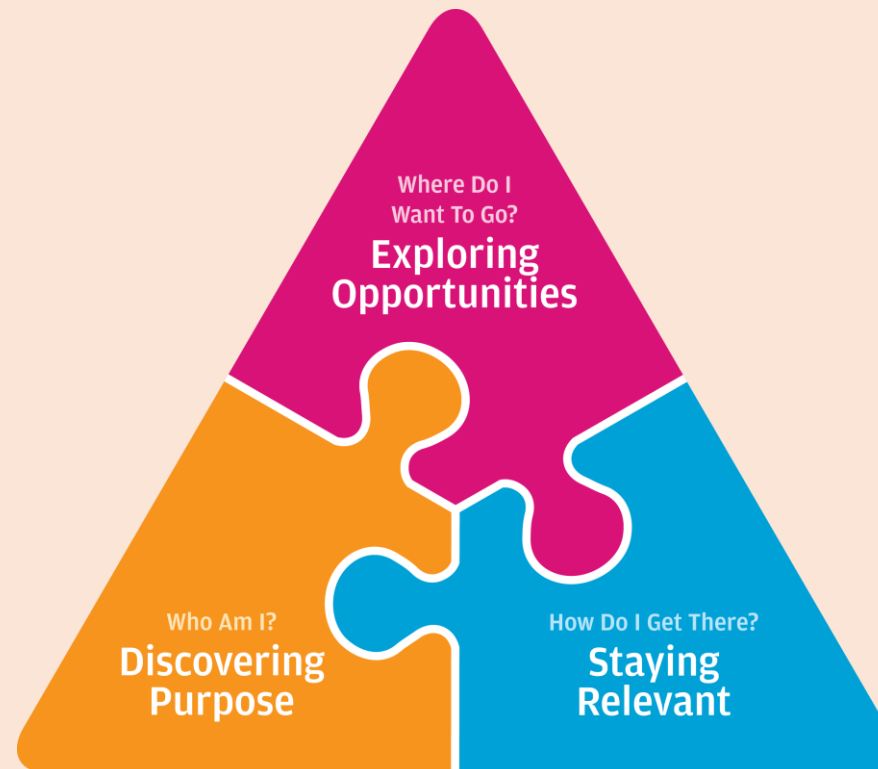 Where Do I
Want To Go?
Exploring
Opportunities
Who Am I?
Discovering
Purpose
How Do I Get There?
Staying
Relevant